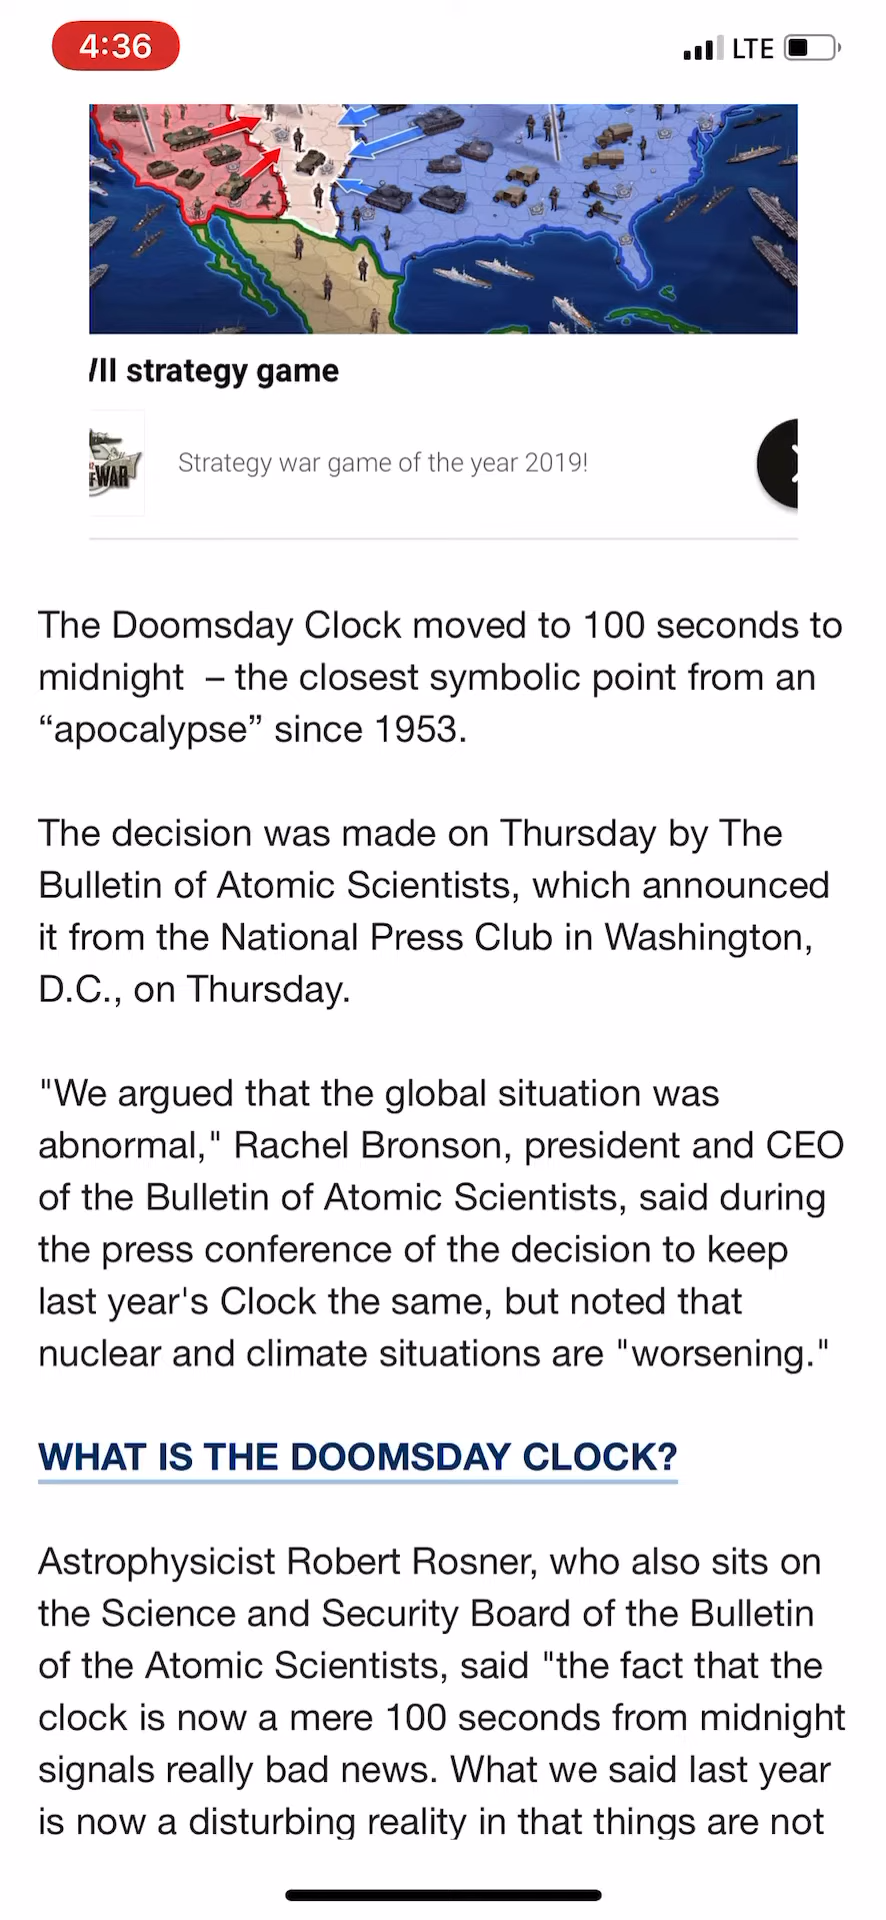 4:36
LTE
/II strategy game
WAR
Strategy war game of the year 2019!
The Doomsday Clock moved to 100 seconds to
midnight – the closest symbolic point from an
“apocalypse” since 1953.
The decision was made on Thursday by The
Bulletin of Atomic Scientists, which announced
it from the National Press Club in Washington,
D.C., on Thursday.
"We argued that the global situation was
abnormal," Rachel Bronson, president and CEO
of the Bulletin of Atomic Scientists, said during
the press conference of the decision to keep
last year's Clock the same, but noted that
nuclear and climate situations are "worsening."
WHAT IS THE DOOMSDAY CLOCK?
Astrophysicist Robert Rosner, who also sits on
the Science and Security Board of the Bulletin
of the Atomic Scientists, said "the fact that the
clock is now a mere 100 seconds from midnight
signals really bad news. What we said last year
is now a disturbing reality in that things are not